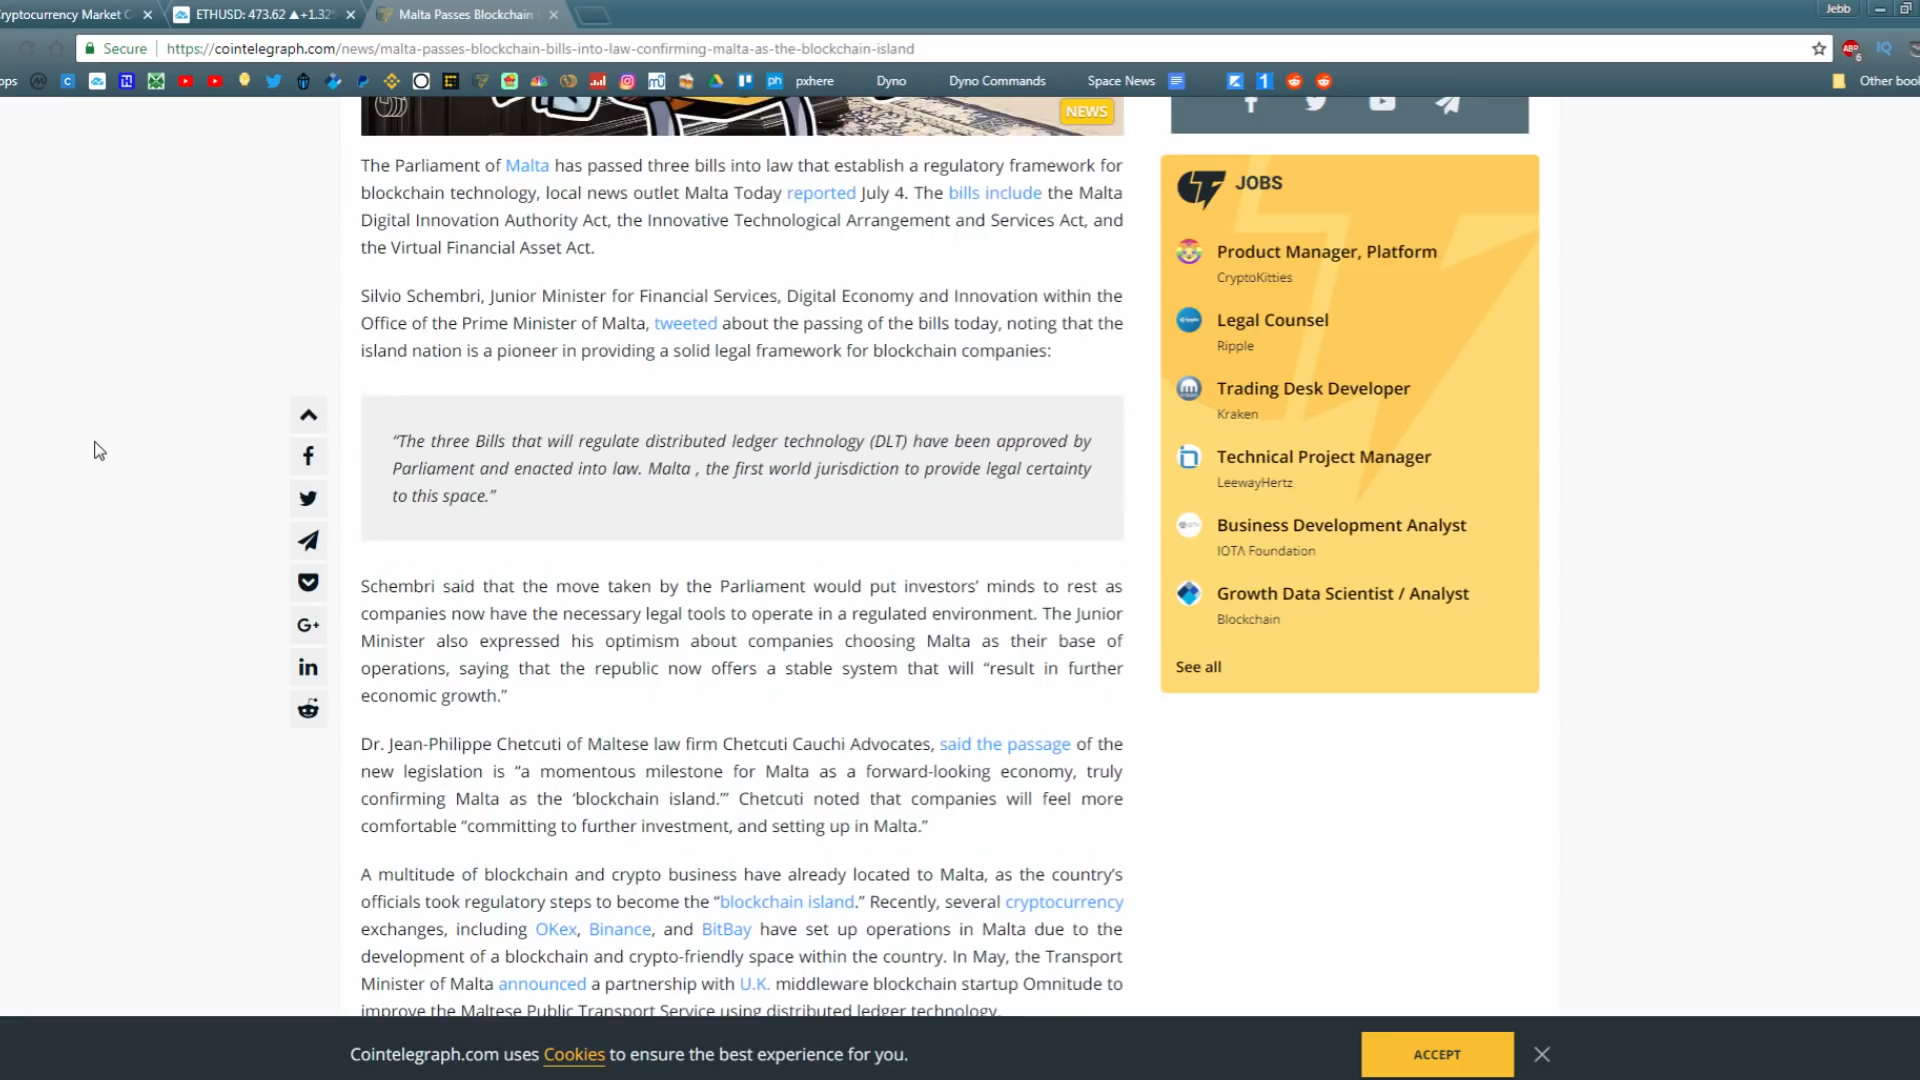 ryptocurrency Market C
ETHUSD: 473.62 ▲+1.32%
Malta Passes Blockchain
Jebb
Secure
https://cointelegraph.com/news/malta-passes-blockchain-bills-into-law-confirming-malta-as-the-blockchain-island
ops
pxhere
Dyno
Dyno Commands
Space News
Other book
NEWS
The Parliament of Malta has passed three bills into law that establish a regulatory framework for
blockchain technology, local news outlet Malta Today reported July 4. The bills include the Malta
Digital Innovation Authority Act, the Innovative Technological Arrangement and Services Act, and
the Virtual Financial Asset Act.
Silvio Schembri, Junior Minister for Financial Services, Digital Economy and Innovation within the
Office of the Prime Minister of Malta, tweeted about the passing of the bills today, noting that the
island nation is a pioneer in providing a solid legal framework for blockchain companies:
“The three Bills that will regulate distributed ledger technology (DLT) have been approved by
Parliament and enacted into law. Malta , the first world jurisdiction to provide legal certainty
to this space.”
Schembri said that the move taken by the Parliament would put investors’ minds to rest as
companies now have the necessary legal tools to operate in a regulated environment. The Junior
Minister also expressed his optimism about companies choosing Malta as their base of
operations, saying that the republic now offers a stable system that will “result in further
economic growth.”
Dr. Jean-Philippe Chetcuti of Maltese law firm Chetcuti Cauchi Advocates, said the passage of the
new legislation is “a momentous milestone for Malta as a forward-looking economy, truly
confirming Malta as the ‘blockchain island.’” Chetcuti noted that companies will feel more
comfortable “committing to further investment, and setting up in Malta.”
A multitude of blockchain and crypto business have already located to Malta, as the country’s
officials took regulatory steps to become the “blockchain island.” Recently, several cryptocurrency
exchanges, including OKex, Binance, and BitBay have set up operations in Malta due to the
development of a blockchain and crypto-friendly space within the country. In May, the Transport
Minister of Malta announced a partnership with U.K. middleware blockchain startup Omnitude to
improve the Maltese Public Transport Service using distributed ledger technology.
JOBS
Product Manager, Platform
CryptoKitties
Legal Counsel
Ripple
Trading Desk Developer
Kraken
Technical Project Manager
LeewayHertz
Business Development Analyst
IOTA Foundation
Growth Data Scientist / Analyst
Blockchain
See all
Cointelegraph.com uses Cookies to ensure the best experience for you.
ACCEPT